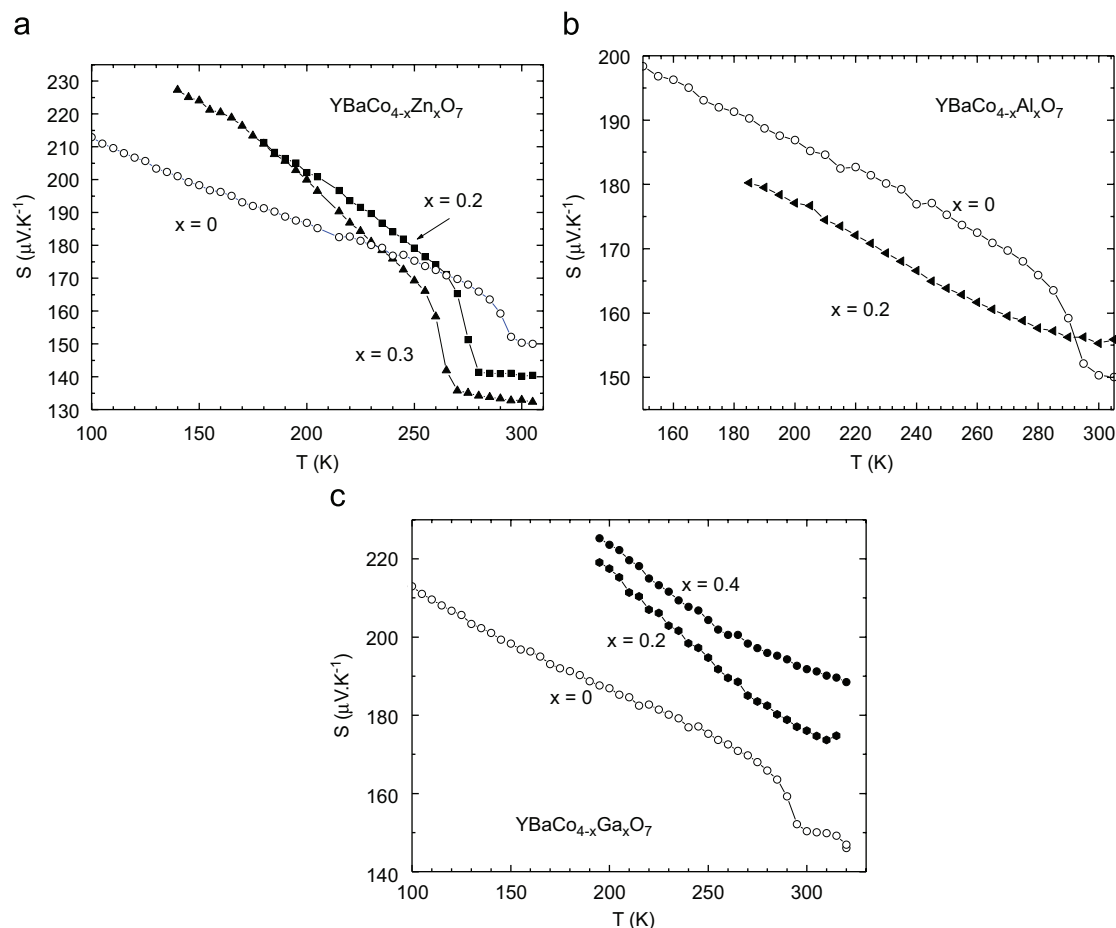 a
230
220
210
200
190
180
170
160
150
140
130
S (μV.K⁻¹)
YBaCo₄₋ₓZnₓO₇
x = 0.2
x = 0
x = 0.3
100
150
200
250
300
T (K)
b
200
190
180
170
160
150
S (μV.K⁻¹)
YBaCo₄₋ₓAlₓO₇
x = 0
x = 0.2
160
180
200
220
240
260
280
300
T (K)
c
220
200
180
160
140
S (μV.K⁻¹)
x = 0.4
x = 0.2
x = 0
YBaCo₄₋ₓGaₓO₇
100
150
200
250
300
T (K)